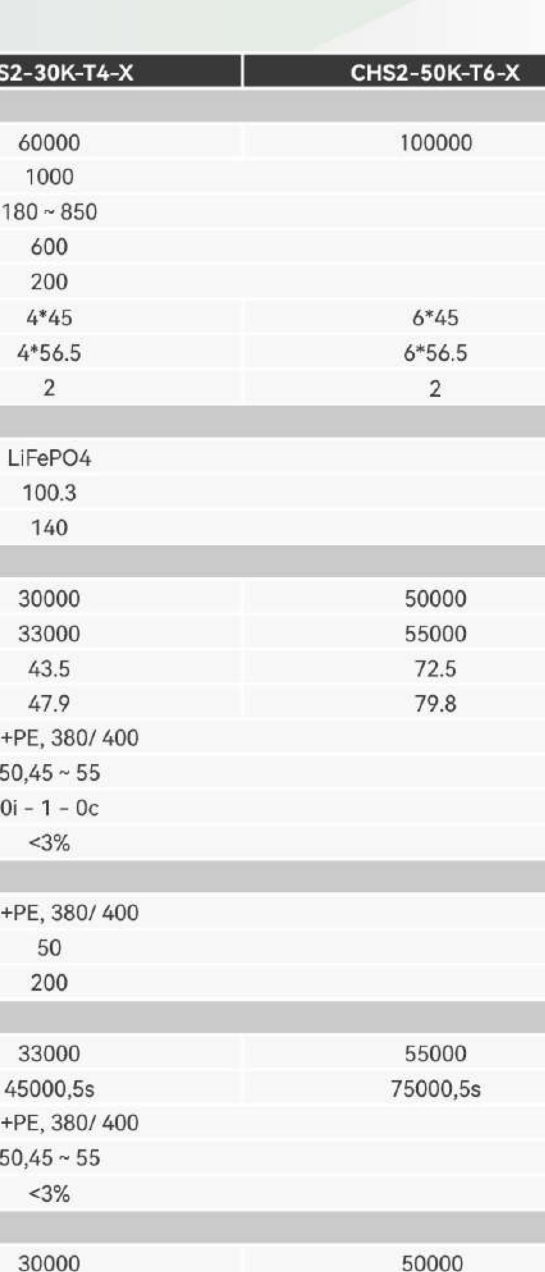 S2-30K-T4-X CHS2-50K-T6-X
60000 100000
1000
180 ~ 850
600
200
4*45 6*45
4*56.5 6*56.5
2 2
LiFePO4
100.3
140
30000 50000
33000 55000
43.5 72.5
47.9 79.8
+PE, 380/ 400
50,45 ~ 55
0i - 1 - 0c
<3%
+PE, 380/ 400
50
200
33000 55000
45000,5s 75000,5s
+PE, 380/ 400
50,45 ~ 55
<3%
30000 50000